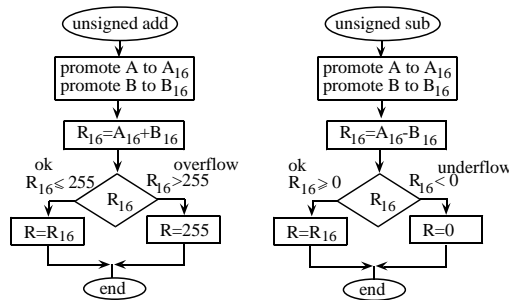 unsigned add
promote A to A16
promote B to B16
R16=A16+B16
ok
R16≤ 255
overflow
R16>255
R16
R=R16
R=255
end
unsigned sub
promote A to A16
promote B to B16
R16=A16-B16
ok
R16≥ 0
underflow
R16< 0
R16
R=R16
R=0
end